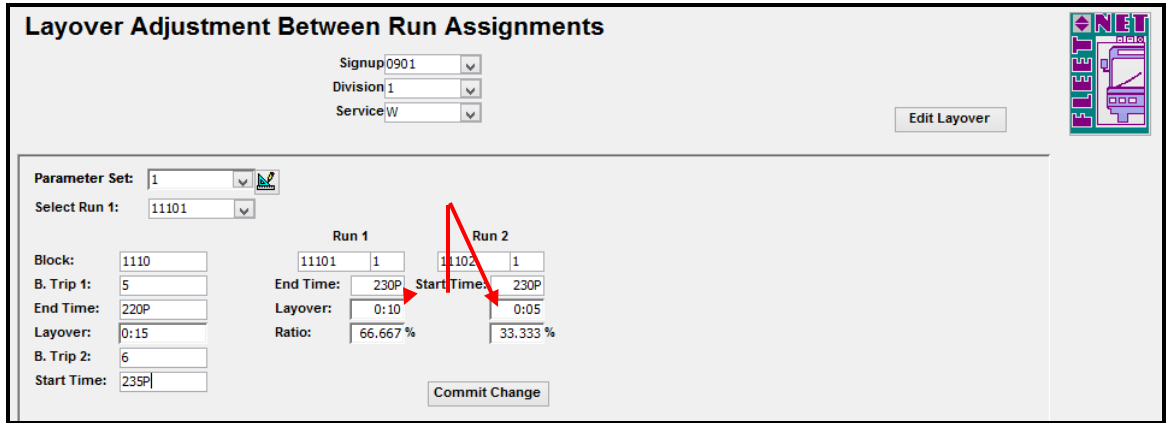 Layover Adjustment Between Run Assignments
Signup 0901
Division 1
Service W
Edit Layover
FLEET NET
Parameter Set: 1
Select Run 1: 11101
Run 1 Run 2
Block: 1110 11101 1 11102 1
B. Trip 1: 5 End Time: 230P Start Time: 230P
End Time: 220P Layover: 0:10 0:05
Layover: 0:15 Ratio: 66.667 % 33.333 %
B. Trip 2: 6
Start Time: 235P
Commit Change